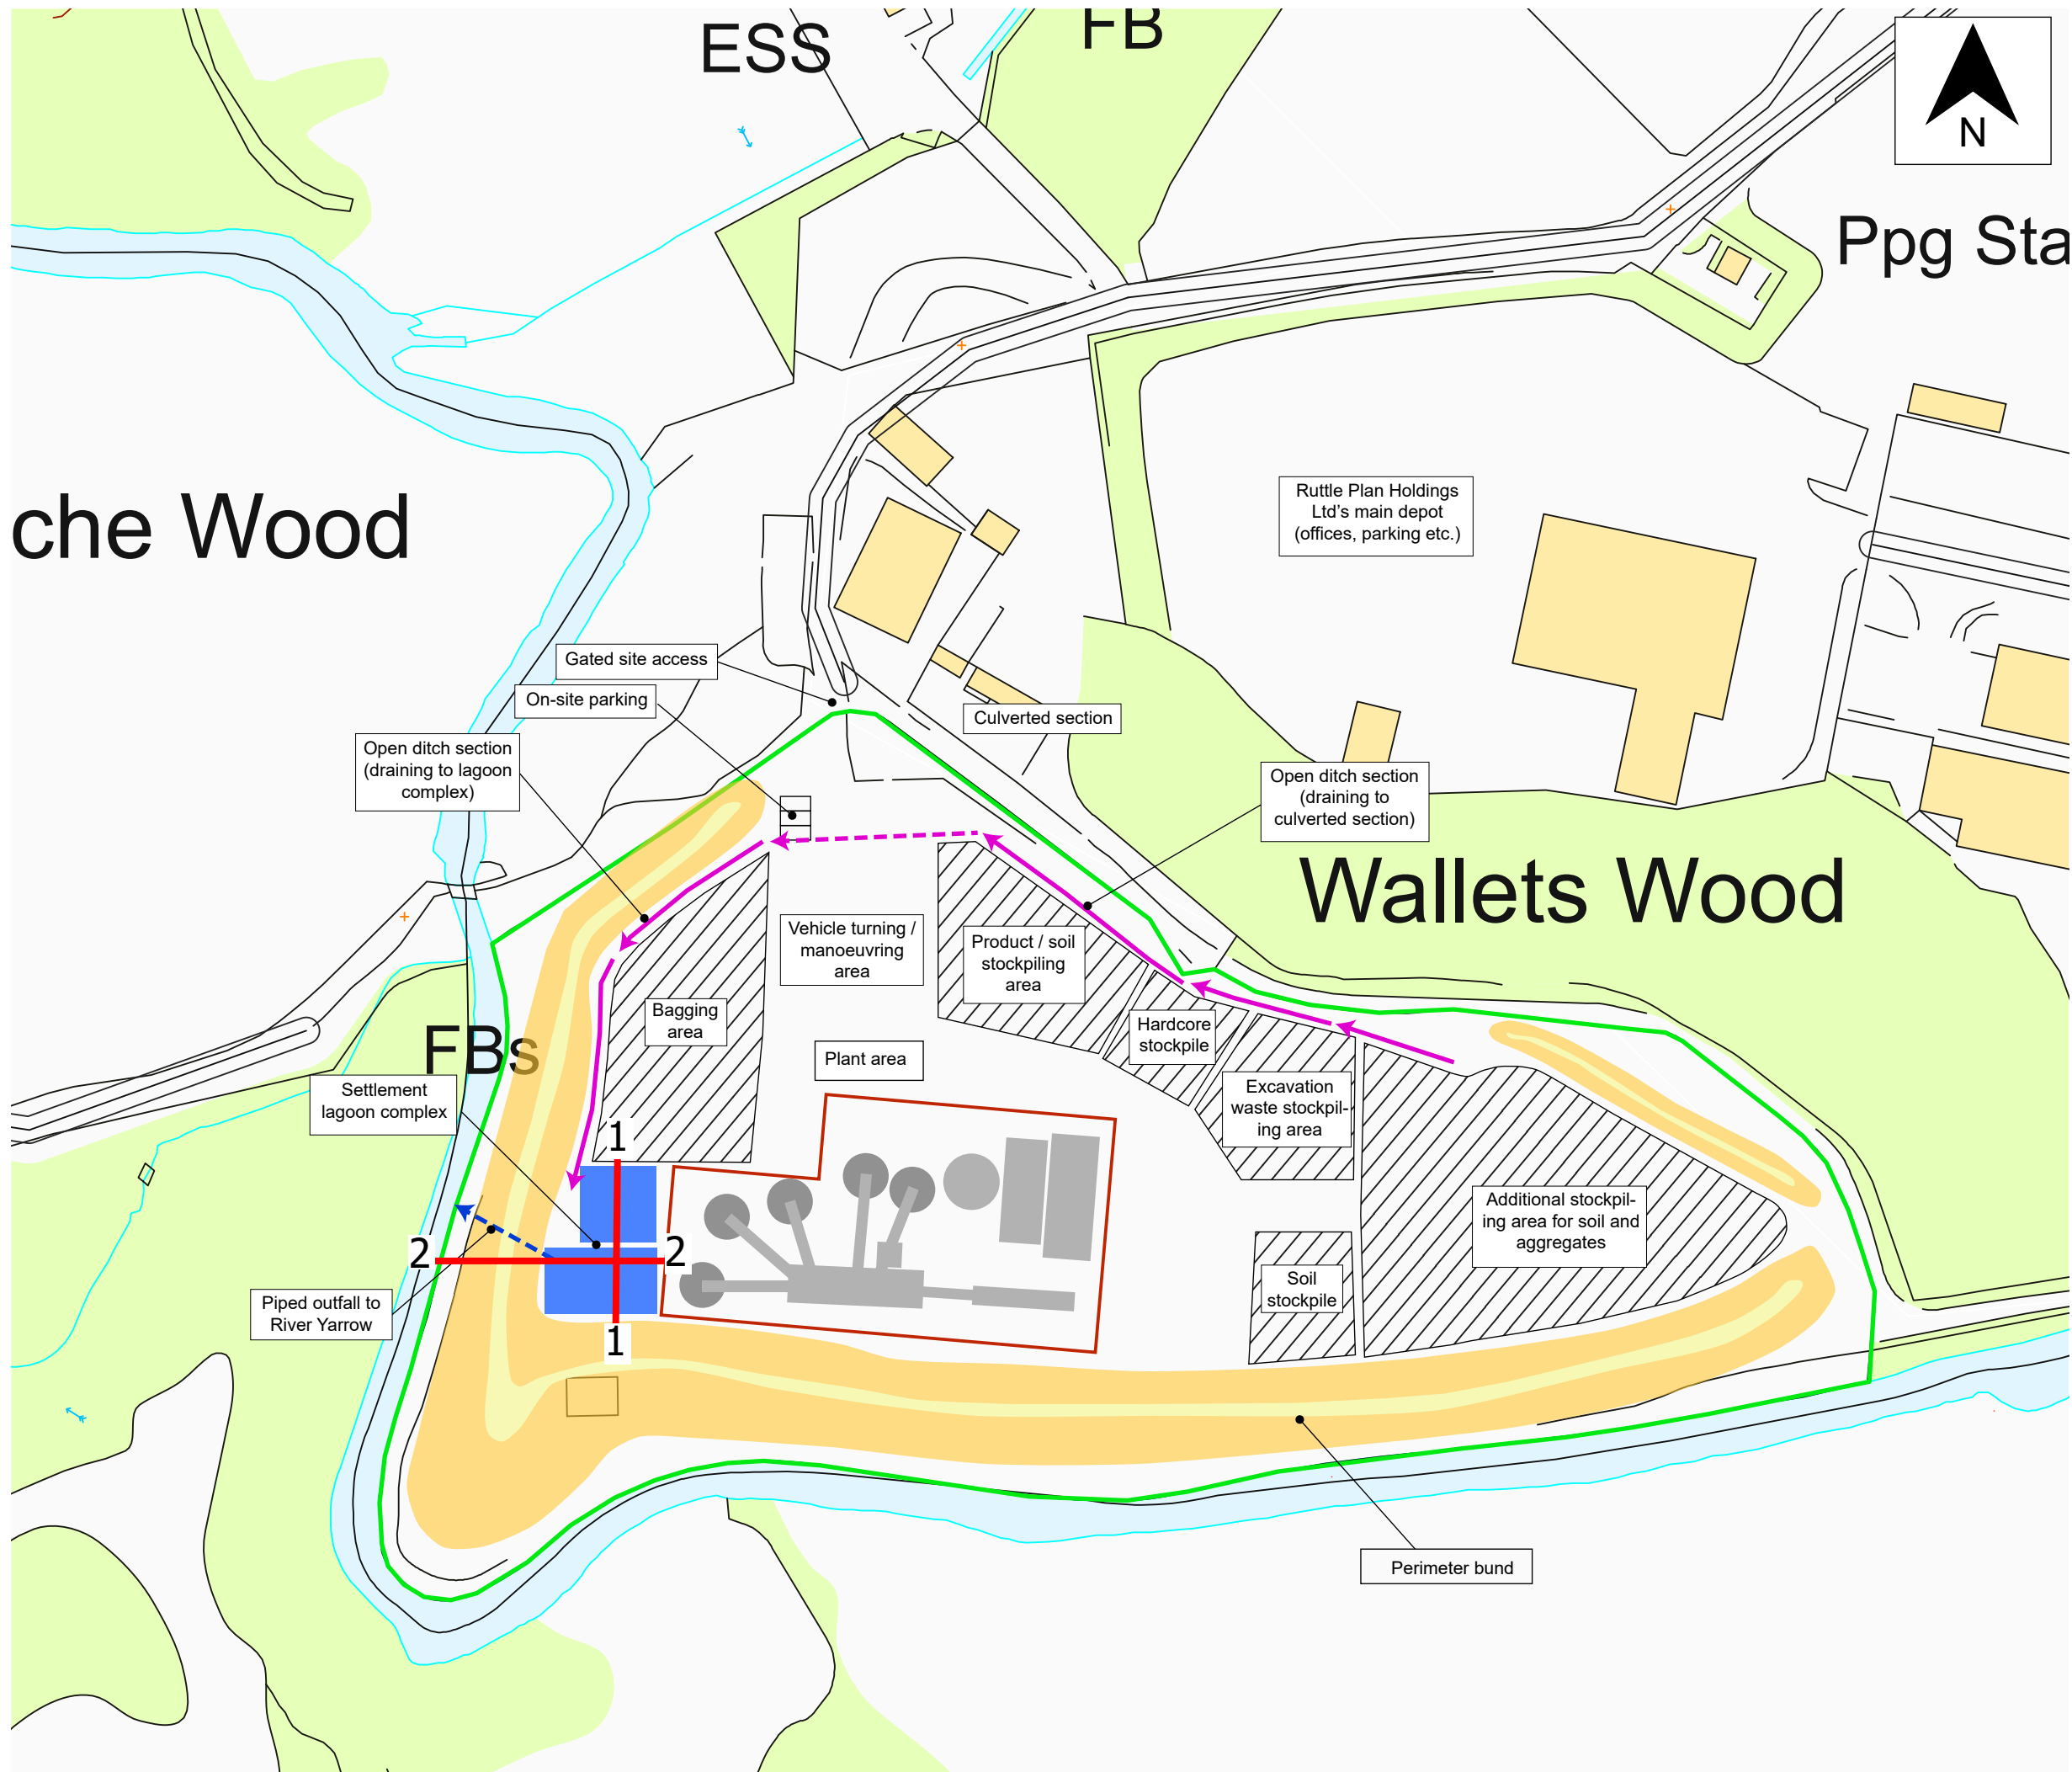 ESS
FB
N
Ppg Sta
che Wood
Ruttle Plan Holdings
Ltd's main depot
(offices, parking etc.)
Gated site access
On-site parking
Culverted section
Open ditch section
(draining to lagoon
complex)
Open ditch section
(draining to
culverted section)
Wallets Wood
Vehicle turning /
manoeuvring
area
Product / soil
stockpiling
area
Bagging
area
Hardcore
stockpile
FBs
Plant area
Settlement
lagoon complex
Excavation
waste stockpil-
ing area
1
Additional stockpil-
ing area for soil and
aggregates
2
2
Soil
stockpile
Piped outfall to
River Yarrow
1
Perimeter bund